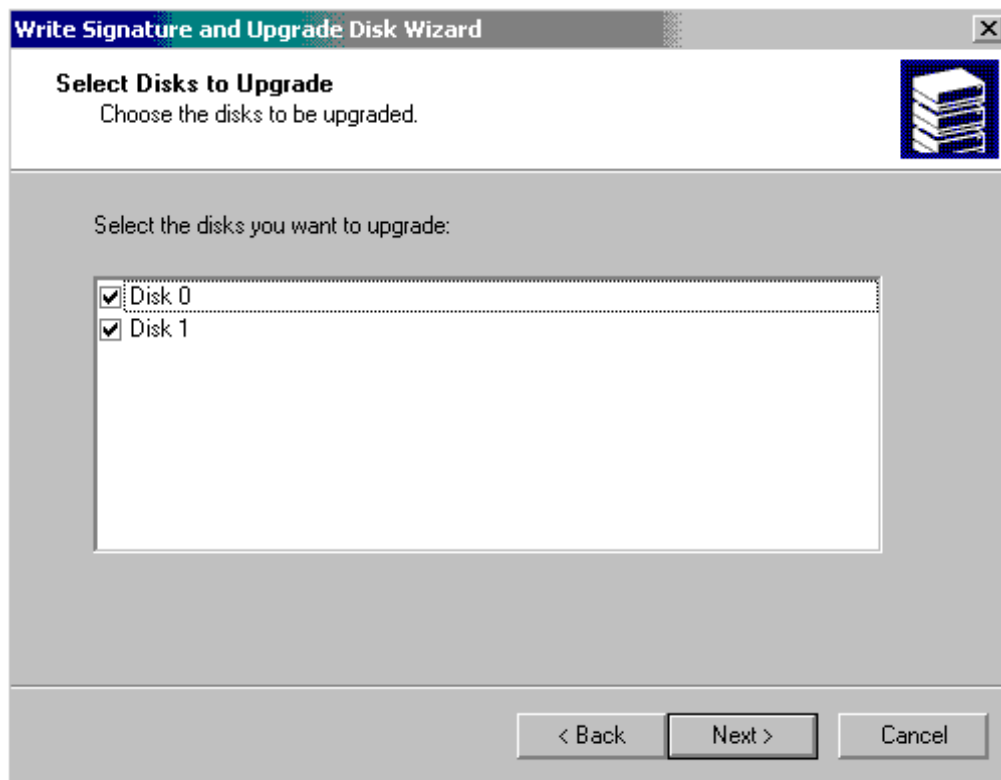 Write Signature and Upgrade Disk Wizard
Select Disks to Upgrade
Choose the disks to be upgraded.
Select the disks you want to upgrade:
Disk 0
Disk 1
< Back
Next >
Cancel